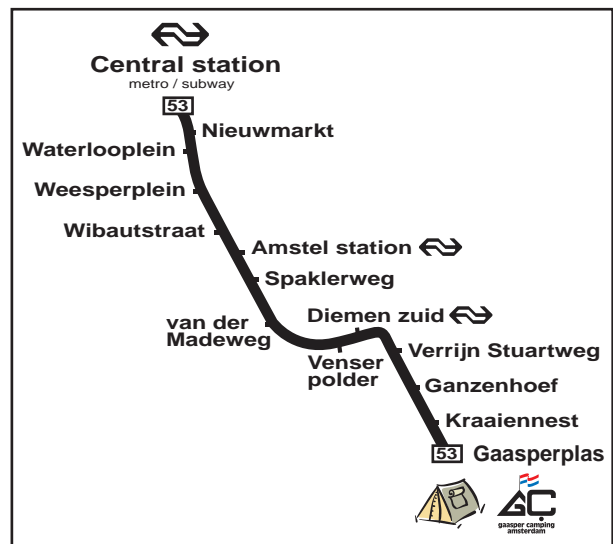 Central station
metro / subway
53
Nieuwmarkt
Waterlooplein
Weesperplein
Wibautstraat
Amstel station
Spaklerweg
van der
Madeweg
Diemen zuid
Venser
polder
Verrijn Stuartweg
Ganzenhoef
Kraaiennest
53 Gaasperplas
GC
gaasper camping
amsterdam